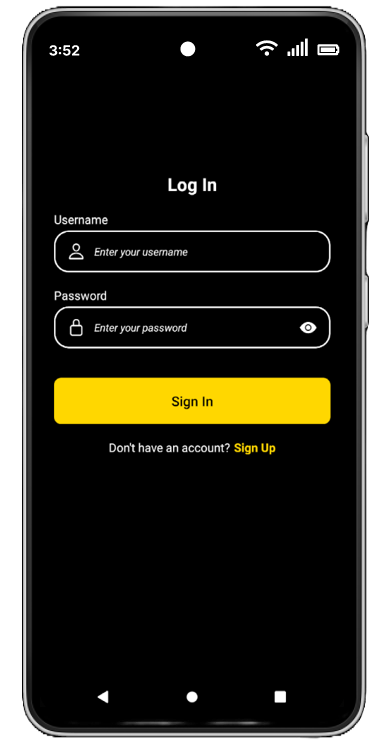 3:52
Log In
Username
Enter your username
Password
Enter your password
Sign In
Don't have an account? Sign Up